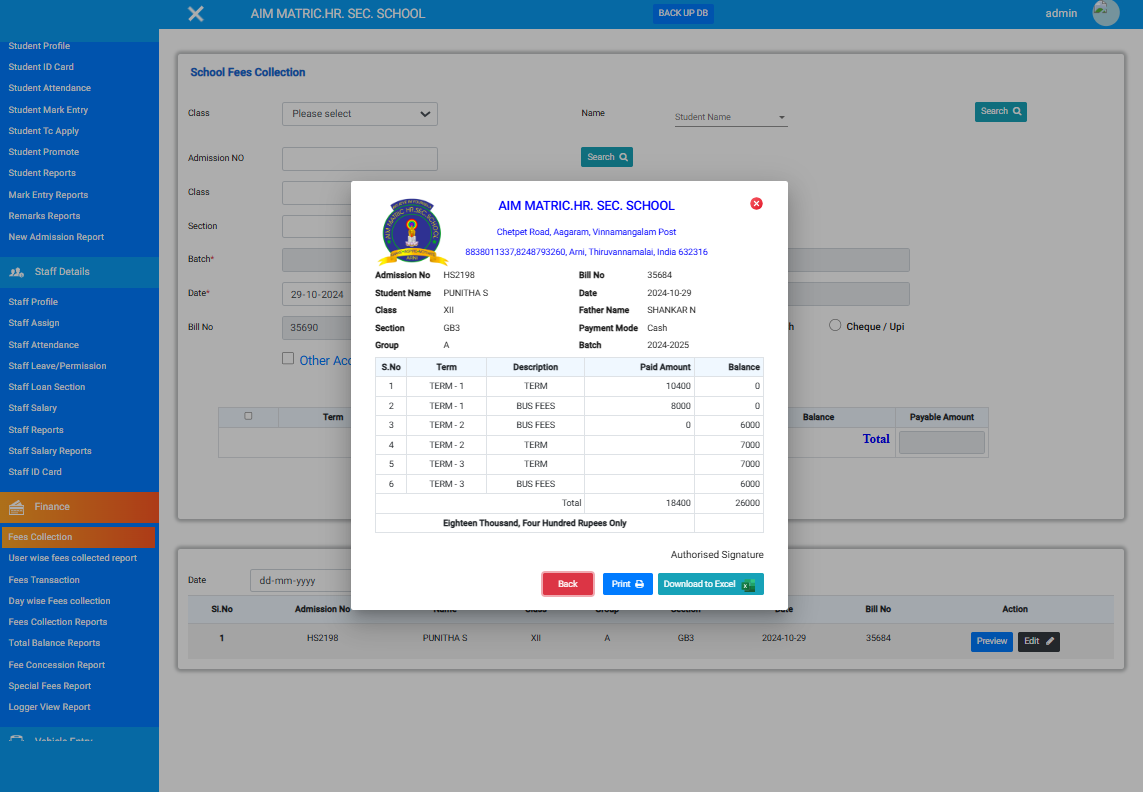 AIM MATRIC.HR. SEC. SCHOOL
BACK UP DB
admin
Student Profile
Student ID Card
Student Attendance
Student Mark Entry
Student Tc Apply
Student Promote
Student Reports
Mark Entry Reports
Remarks Reports
New Admission Report
Staff Details
Staff Profile
Staff Assign
Staff Attendance
Staff Leave/Permission
Staff Loan Section
Staff Salary
Staff Reports
Staff Salary Reports
Staff ID Card
Finance
Fees Collection
User wise fees collected report
Fees Transaction
Day wise Fees collection
Fees Collection Reports
Total Balance Reports
Fee Concession Report
Special Fees Report
Logger View Report
Vehicle Entry
School Fees Collection
Class Please select Name Student Name Search
Admission NO Search
Class
Section
Batch*
Date* 29-10-2024
Bill No 35690 Cheque / Upi
Other
Term Balance Payable Amount
Total
AIM MATRIC.HR. SEC. SCHOOL
AIM MATRIC.HR. SEC. SCHOOL
Chetpet Road, Aagaram, Vinnamangalam Post
8838011337,8248793260, Arni, Thiruvannamalai, India 632316
Admission No HS2198 Bill No 35684
Student Name PUNITHA S Date 2024-10-29
Class XII Father Name SHANKAR N
Section GB3 Payment Mode Cash
Group A Batch 2024-2025
S.No Term Description Paid Amount Balance
1 TERM - 1 TERM 10400 0
2 TERM - 1 BUS FEES 8000 0
3 TERM - 2 BUS FEES 0 6000
4 TERM - 2 TERM 7000
5 TERM - 3 TERM 7000
6 TERM - 3 BUS FEES 6000
Total 18400 26000
Eighteen Thousand, Four Hundred Rupees Only
Authorised Signature
Back Print Download to Excel
Date dd-mm-yyyy
Sl.No Admission No Name Class Group Section Date Bill No Action
1 HS2198 PUNITHA S XII A GB3 2024-10-29 35684 Preview Edit